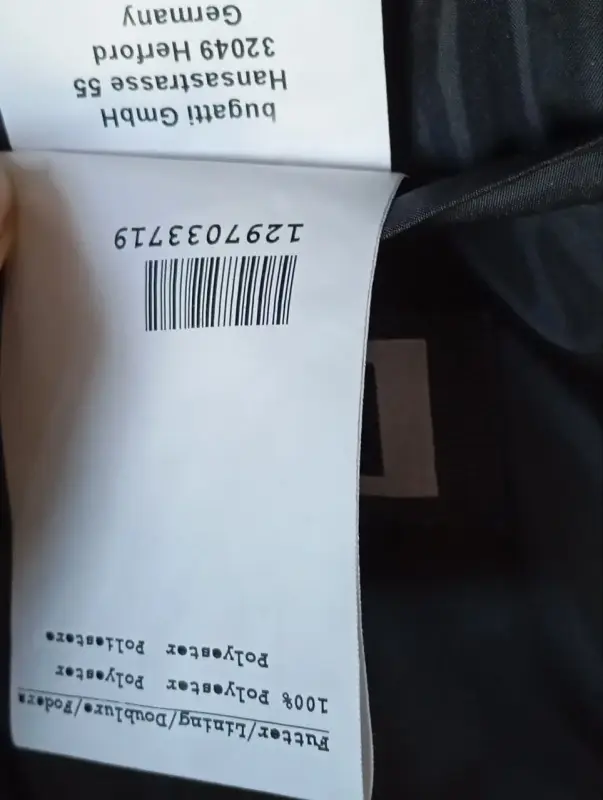 Futter/Lining/Doublure/Fodera
100% Polyester Polyester
Polyester Poliestere
1297033719
bugatti GmbH
Hansastrasse 55
32049 Herford
Germany